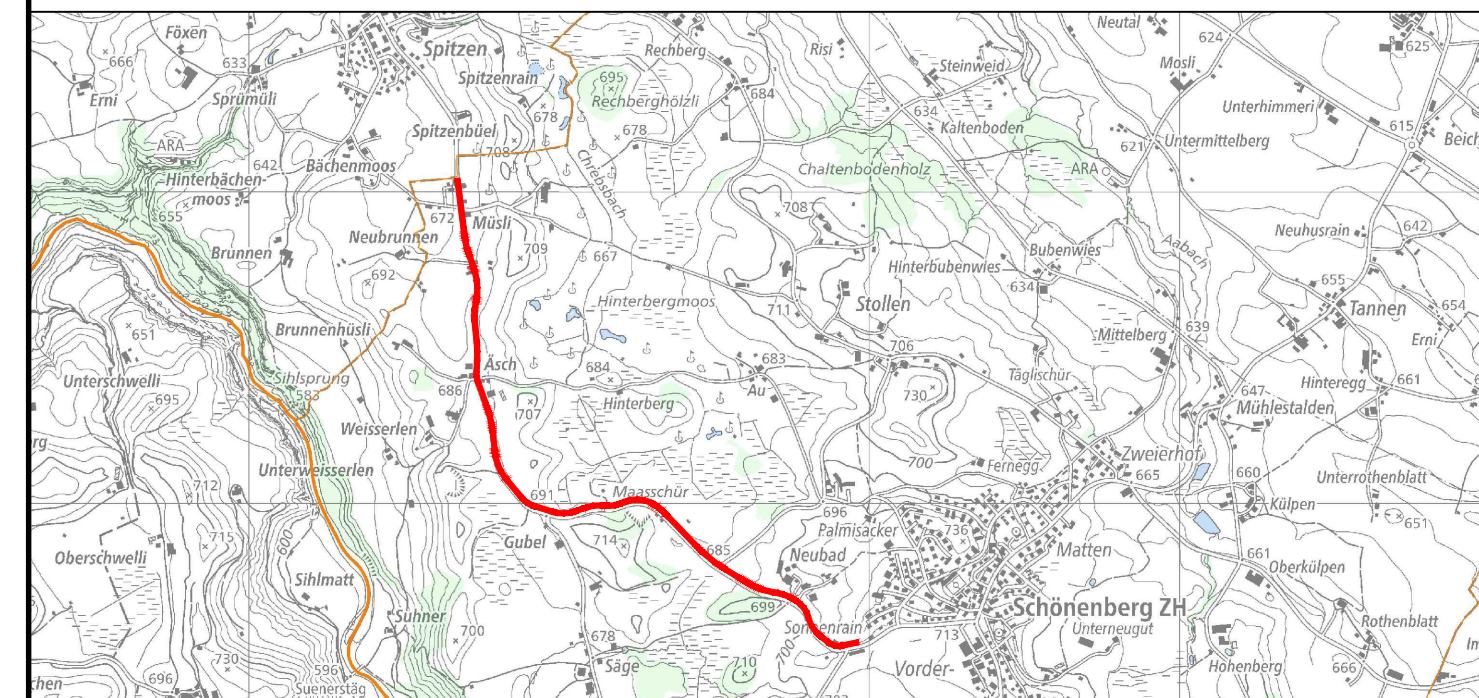 Föxen
Spitzen
Rechberg
Risi
Neutal
624
625
666
633
Spitzenrain
695
Steinweid
Mosli
Erni
Sprümüli
Rechberghölzli
684
634
Unterhimmeri
678
Spitzenbüel
678
Kaltenboden
615
ARA
708
621
Untermittelberg
642
Bächenmoos
Chriebsbach
Chaltenbodenholz
ARA
Hinterbächen-
moos
655
672
Müsli
708
Neuhusrain
642
Neubrunnen
709
667
Aabach
Brunnen
Bubenwies
692
Hinterbubenwies
634
655
Hinterbergmoos
Stollen
Tannen
654
651
Brunnenhüsli
711
Mittelberg
639
Erni
Äsch
684
683
706
Sihlsprung
583
Täglischür
Unterschwelli
686
Hinteregg
661
695
707
Hinterberg
Au
730
647
Mühlestalden
Weisserlen
Zweierhof
Unterweisserlen
700
Fernegg
665
660
Unterrothenblatt
712
691
Maasschür
696
Külpen
651
Palmisacker
736
715
Gubel
714
685
Neubad
Matten
661
Oberschwelli
600
Oberkülpen
Sihlmatt
699
Schönenberg ZH
Suhner
700
Sonnenrain
713
Unterneugut
Rothenblatt
678
730
596
Säge
710
700
Vorder-
Hohenberg
666
696
Suenerstäg